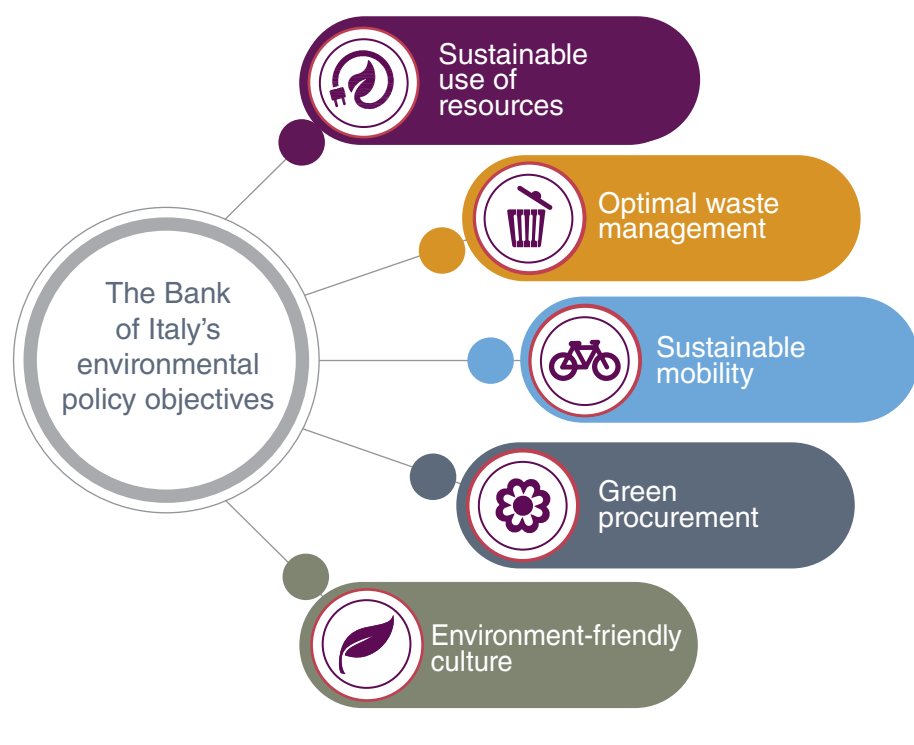 Sustainable
use of
resources
Optimal waste
management
The Bank
of Italy’s
environmental
policy objectives
Sustainable
mobility
Green
procurement
Environment-friendly
culture